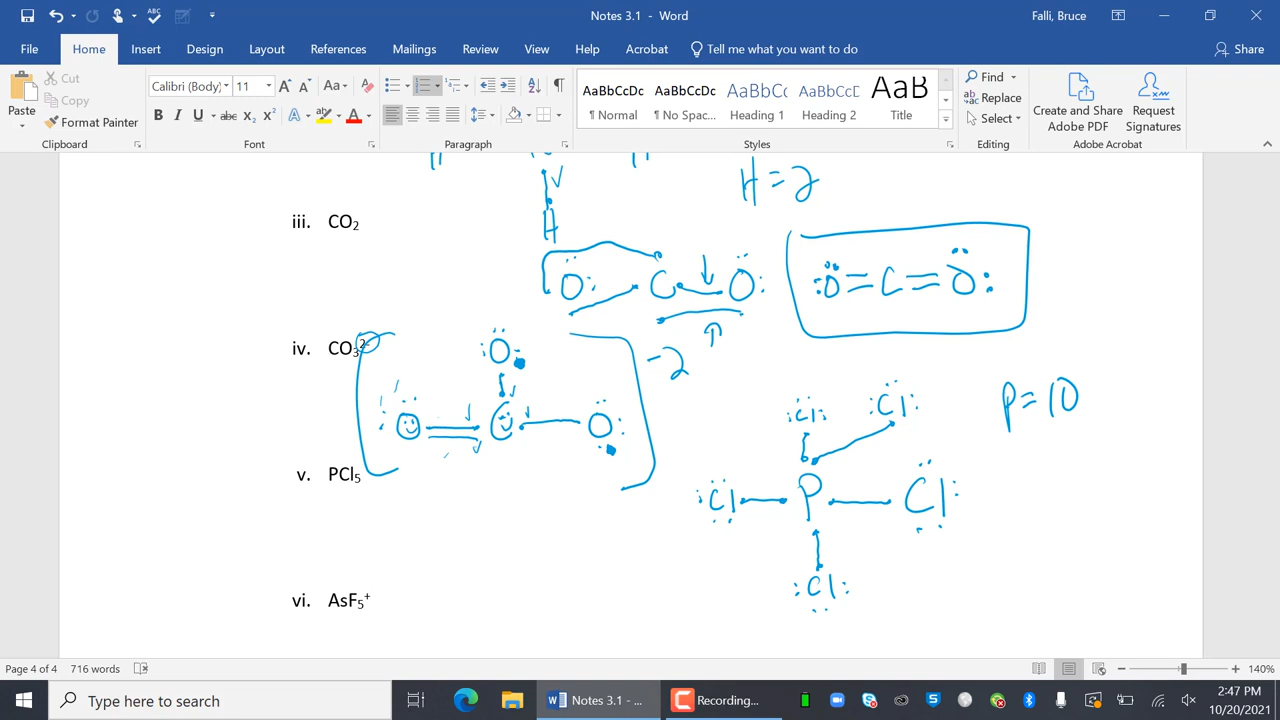 Notes 3.1 - Word
Falli, Bruce
File Home Insert Design Layout References Mailings Review View Help Acrobat Tell me what you want to do Share
Paste
Cut
Copy
Format Painter
Clipboard
Calibri (Body) 11
Font
Paragraph
AaBbCcDc AaBbCcDc AaBbCc AaBbCcD AaB
¶ Normal ¶ No Spac... Heading 1 Heading 2 Title
Styles
Find
Replace
Select
Editing
Create and Share Adobe PDF
Request Signatures
Adobe Acrobat
H H
H = 2
H
iii. CO₂
O C O O = C = O
iv. CO₃²⁻
O
-2
O C O
P = 10
Cl Cl
v. PCl₅
Cl P Cl
Cl
vi. AsF₅⁺
Page 4 of 4 716 words 140%
Type here to search
Notes 3.1 - ...
Recording...
2:47 PM
10/20/2021